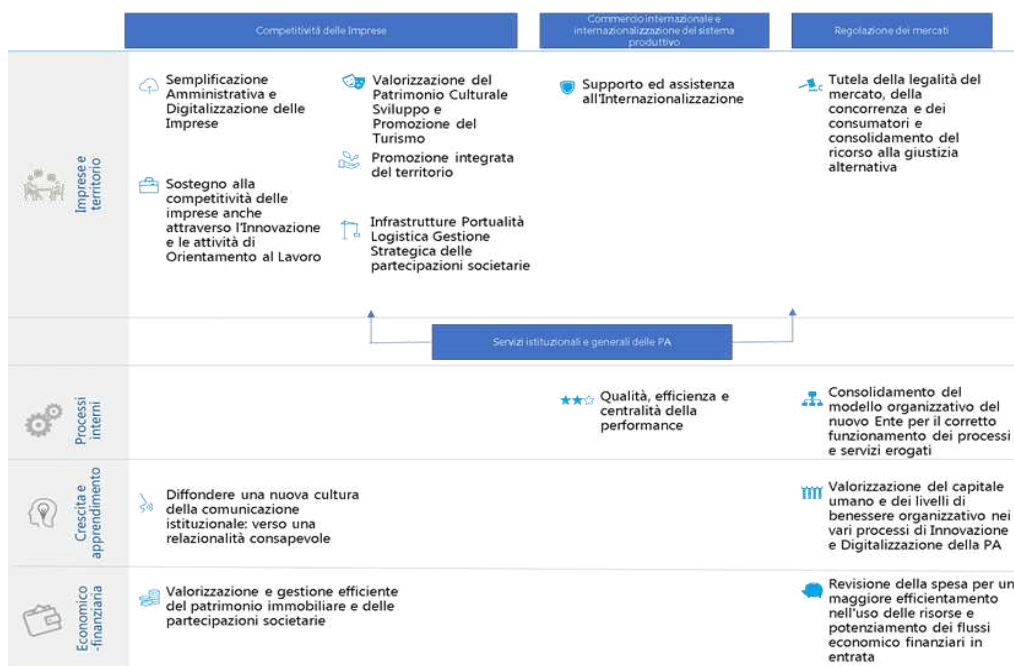 Competitività delle Imprese
Commercio internazionale e
internazionalizzazione del sistema
produttivo
Regolazione dei mercati
Imprese e
territorio
Semplificazione
Amministrativa e
Digitalizzazione delle
Imprese
Sostegno alla
competitività delle
imprese anche
attraverso l'Innovazione
e le attività di
Orientamento al Lavoro
Valorizzazione del
Patrimonio Culturale
Sviluppo e
Promozione del
Turismo
Promozione integrata
del territorio
Infrastrutture Portualità
Logistica Gestione
Strategica delle
partecipazioni societarie
Supporto ed assistenza
all'Internazionalizzazione
Tutela della legalità del
mercato, della
concorrenza e dei
consumatori e
consolidamento del
ricorso alla giustizia
alternativa
Servizi istituzionali e generali delle PA
Processi
interni
Qualità, efficienza e
centralità della
performance
Consolidamento del
modello organizzativo del
nuovo Ente per il corretto
funzionamento dei processi
e servizi erogati
Crescita e
apprendimento
Diffondere una nuova cultura
della comunicazione
istituzionale: verso una
relazionalità consapevole
Valorizzazione del capitale
umano e dei livelli di
benessere organizzativo nei
vari processi di Innovazione
e Digitalizzazione della PA
Economico
-finanziaria
Valorizzazione e gestione efficiente
del patrimonio immobiliare e delle
partecipazioni societarie
Revisione della spesa per un
maggiore efficientamento
nell'uso delle risorse e
potenziamento dei flussi
economico finanziari in
entrata